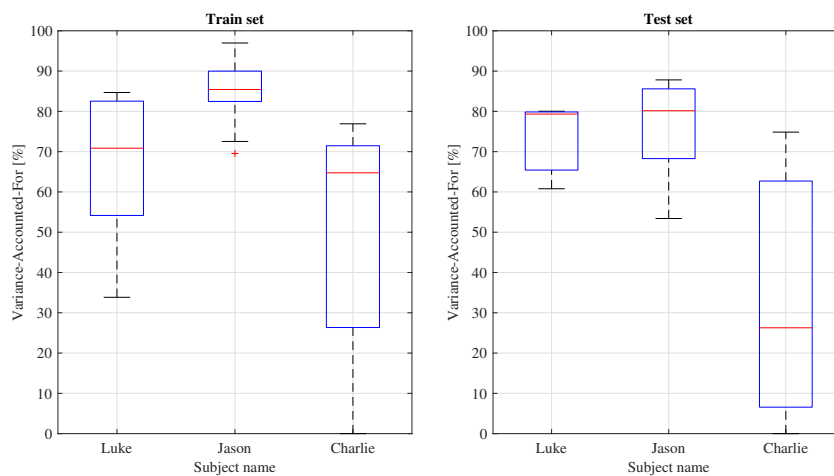 Train set
100
90
80
70
60
50
40
30
20
10
0
Variance-Accounted-For [%]
Luke Jason Charlie
Subject name
Test set
100
90
80
70
60
50
40
30
20
10
0
Variance-Accounted-For [%]
Luke Jason Charlie
Subject name